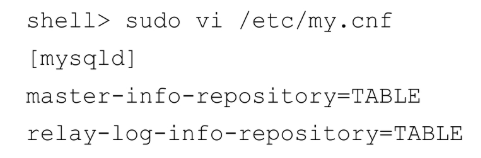 shell> sudo vi /etc/my.cnf
[mysqld]
master-info-repository=TABLE
relay-log-info-repository=TABLE